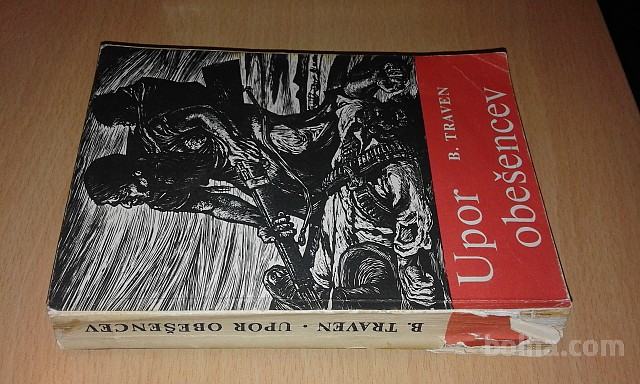 B. TRAVEN
Upor
obešencev
B. TRAVEN · UPOR OBEŠENCEV
bolha.com